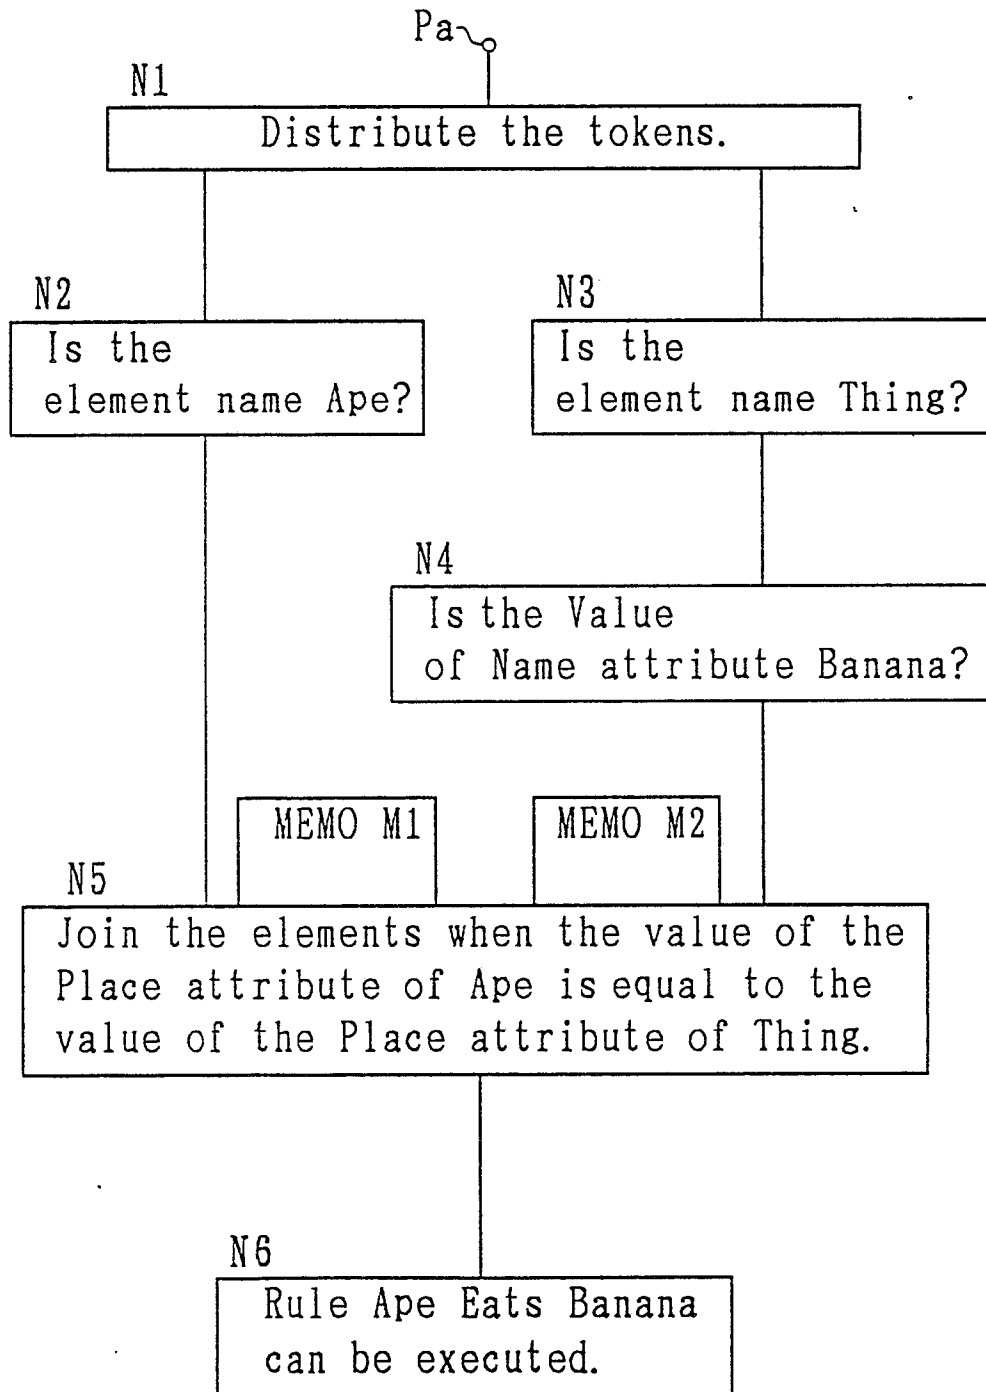 Pa
N1
Distribute the tokens.
N2
Is the
element name Ape?
N3
Is the
element name Thing?
N4
Is the Value
of Name attribute Banana?
MEMO M1
MEMO M2
N5
Join the elements when the value of the
Place attribute of Ape is equal to the
value of the Place attribute of Thing.
N6
Rule Ape Eats Banana
can be executed.